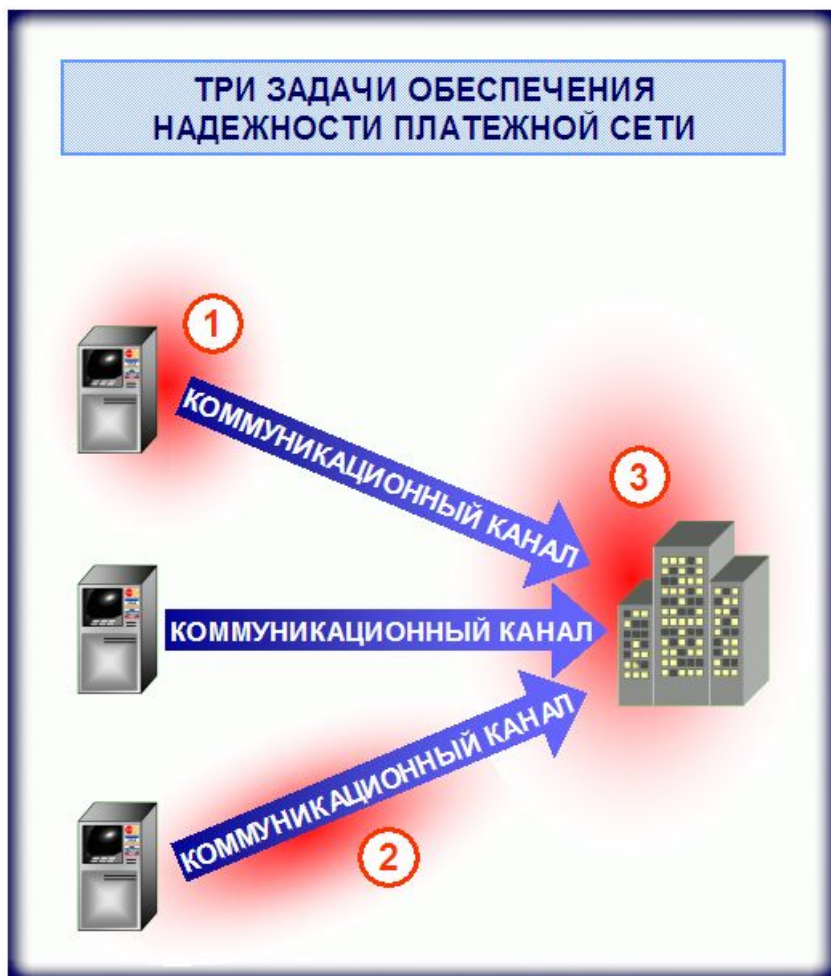 ТРИ ЗАДАЧИ ОБЕСПЕЧЕНИЯ
НАДЕЖНОСТИ ПЛАТЕЖНОЙ СЕТИ
1
КОММУНИКАЦИОННЫЙ КАНАЛ
3
КОММУНИКАЦИОННЫЙ КАНАЛ
КОММУНИКАЦИОННЫЙ КАНАЛ
2